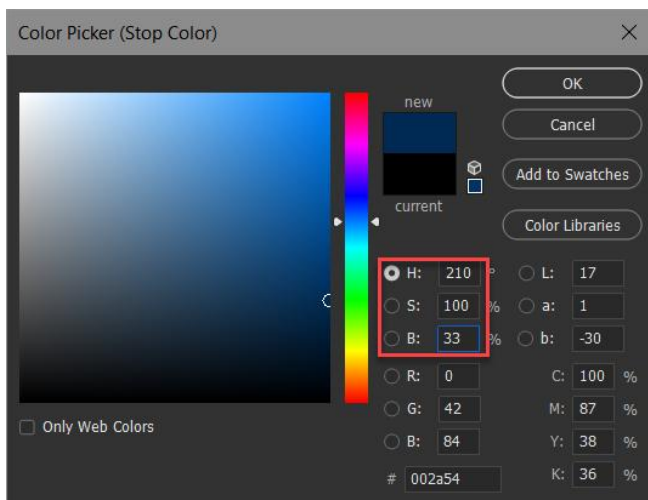 Color Picker (Stop Color)
new
current
OK
Cancel
Add to Swatches
Color Libraries
H: 210 °
S: 100 %
B: 33 %
R: 0
G: 42
B: 84
# 002a54
L: 17
a: 1
b: -30
C: 100 %
M: 87 %
Y: 38 %
K: 36 %
Only Web Colors